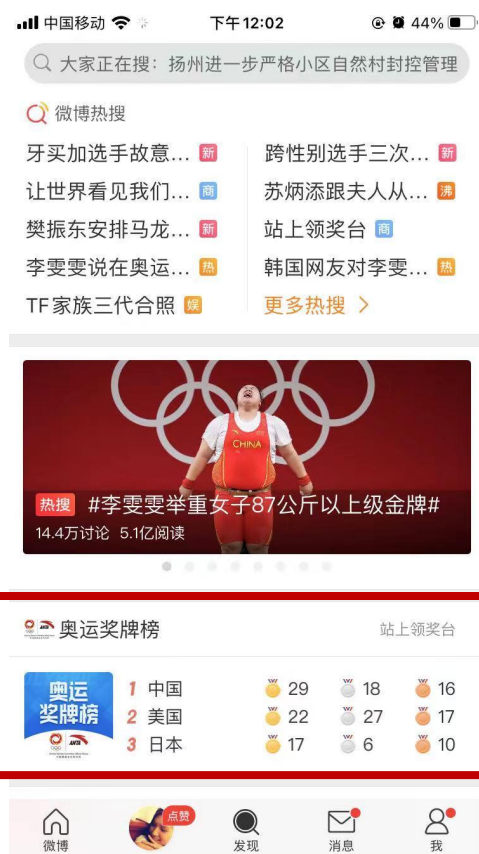 中国移动 下午12:02 44%
大家正在搜：扬州进一步严格小区自然村封控管理
微博热搜
牙买加选手故意... 新 跨性别选手三次... 新
让世界看见我们... 商 苏炳添跟夫人从... 沸
樊振东安排马龙... 新 站上领奖台 商
李雯雯说在奥运... 热 韩国网友对李雯... 热
TF家族三代合照 娱 更多热搜
CHINA
热搜 #李雯雯举重女子87公斤以上级金牌#
14.4万讨论 5.1亿阅读
奥运奖牌榜 站上领奖台
奥运
奖牌榜
ANTA
1 中国 29 18 16
2 美国 22 27 17
3 日本 17 6 10
点赞
微博 发现 消息 我